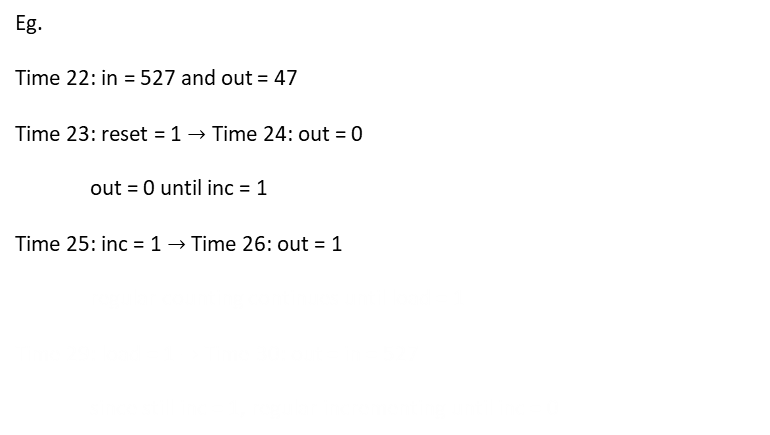 Eg.
Time 22: in = 527 and out = 47
Time 23: reset = 1 → Time 24: out = 0
out = 0 until inc = 1
Time 25: inc = 1 → Time 26: out = 1